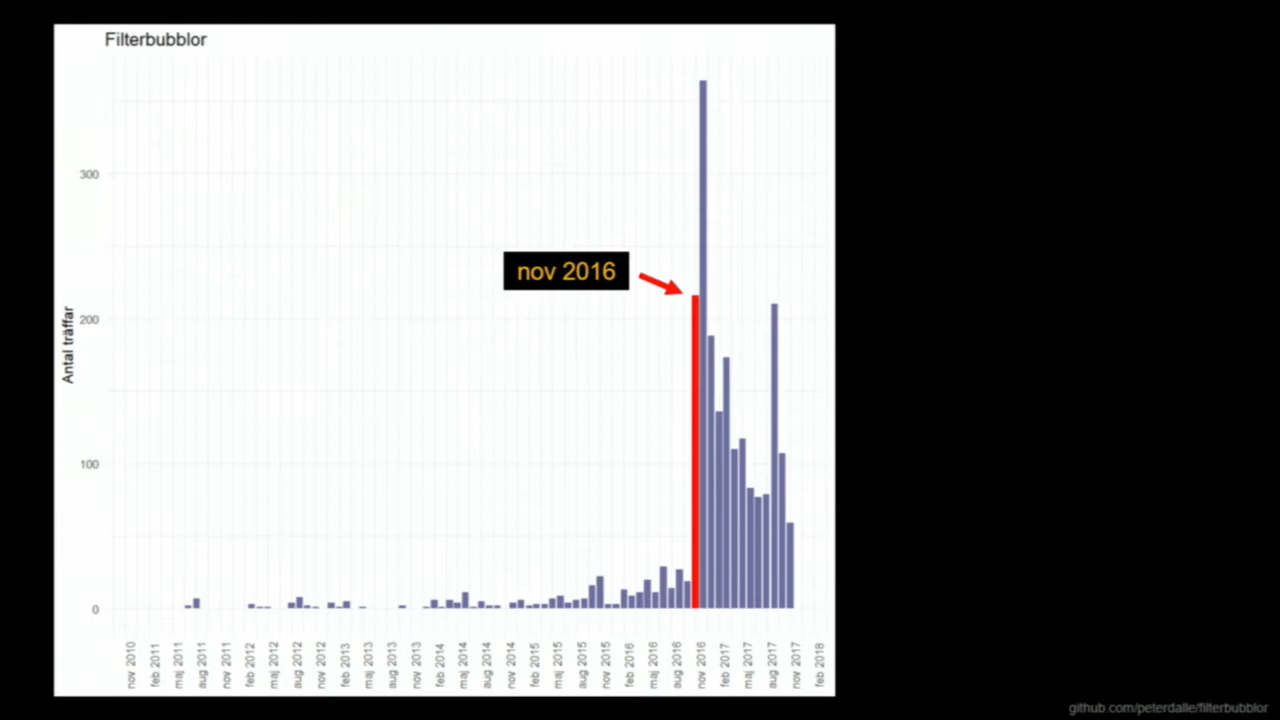 Filterbubblor
300
nov 2016
200
Antal träffar
100
0
nov 2010
feb 2011
maj 2011
aug 2011
nov 2011
feb 2012
maj 2012
aug 2012
nov 2012
feb 2013
maj 2013
aug 2013
nov 2013
feb 2014
maj 2014
aug 2014
nov 2014
feb 2015
maj 2015
aug 2015
nov 2015
feb 2016
maj 2016
aug 2016
nov 2016
feb 2017
maj 2017
aug 2017
nov 2017
feb 2018
github.com/peterdalle/filterbubblor